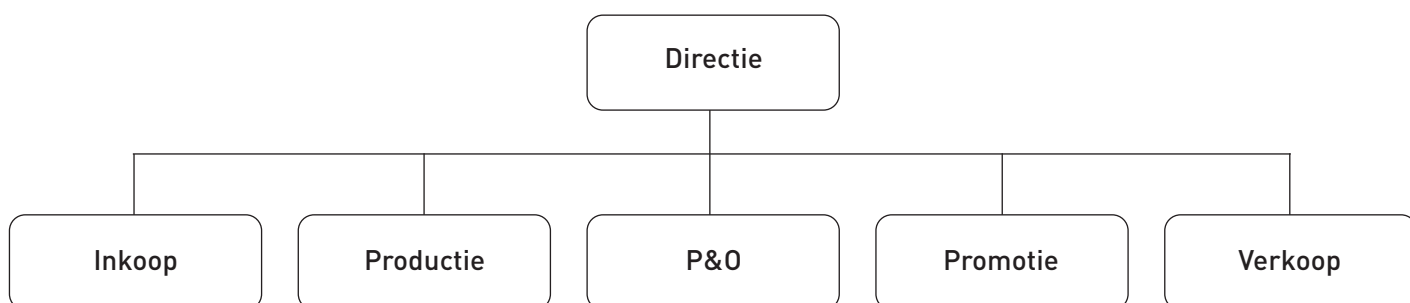 Directie
Inkoop
Productie
P&O
Promotie
Verkoop